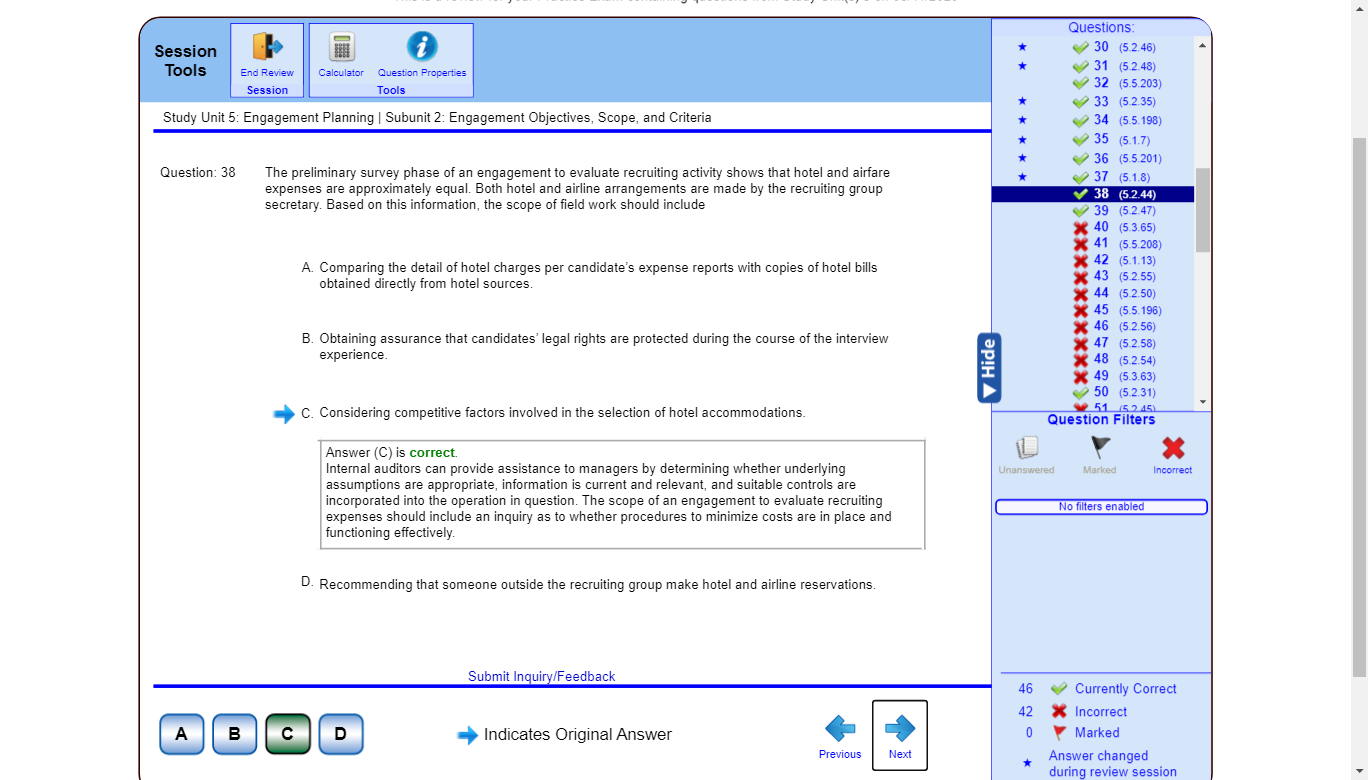 Questions:
Session
Tools
End Review
Session
Calculator
Question Properties
Tools
Study Unit 5: Engagement Planning | Subunit 2: Engagement Objectives, Scope, and Criteria
Question: 38
The preliminary survey phase of an engagement to evaluate recruiting activity shows that hotel and airfare
expenses are approximately equal. Both hotel and airline arrangements are made by the recruiting group
secretary. Based on this information, the scope of field work should include
A. Comparing the detail of hotel charges per candidate's expense reports with copies of hotel bills
obtained directly from hotel sources.
B. Obtaining assurance that candidates' legal rights are protected during the course of the interview
experience.
C. Considering competitive factors involved in the selection of hotel accommodations.
Answer (C) is correct.
Internal auditors can provide assistance to managers by determining whether underlying
assumptions are appropriate, information is current and relevant, and suitable controls are
incorporated into the operation in question. The scope of an engagement to evaluate recruiting
expenses should include an inquiry as to whether procedures to minimize costs are in place and
functioning effectively.
D. Recommending that someone outside the recruiting group make hotel and airline reservations.
Submit Inquiry/Feedback
A
B
C
D
Indicates Original Answer
Previous
Next
Hide
30 (5.2.46)
31 (5.2.48)
32 (5.5.203)
33 (5.2.35)
34 (5.5.198)
35 (5.1.7)
36 (5.5.201)
37 (5.1.8)
38 (5.2.44)
39 (5.2.47)
40 (5.3.65)
41 (5.5.208)
42 (5.1.13)
43 (5.2.55)
44 (5.2.50)
45 (5.5.196)
46 (5.2.56)
47 (5.2.58)
48 (5.2.54)
49 (5.3.63)
50 (5.2.31)
51 (5.2.45)
Question Filters
Unanswered
Marked
Incorrect
No filters enabled
46 Currently Correct
42 Incorrect
0 Marked
Answer changed
during review session